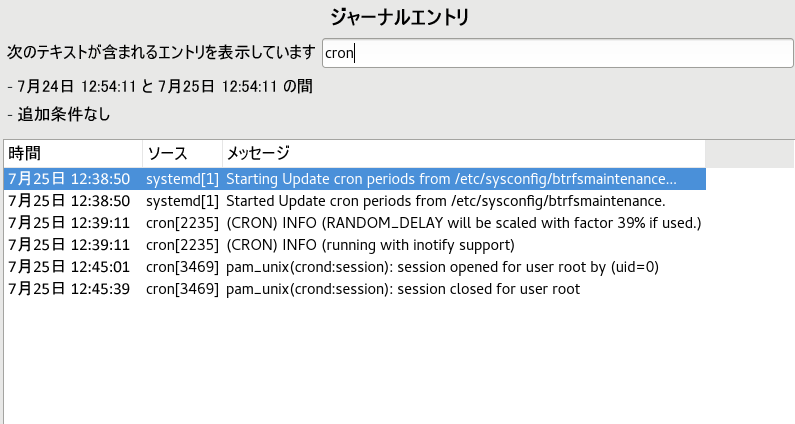 ジャーナルエントリ
次のテキストが含まれるエントリを表示しています cron
- 7月24日 12:54:11 と 7月25日 12:54:11 の間
- 追加条件なし
時間 ソース メッセージ
7月25日 12:38:50 systemd[1] Starting Update cron periods from /etc/sysconfig/btrfsmaintenance...
7月25日 12:38:50 systemd[1] Started Update cron periods from /etc/sysconfig/btrfsmaintenance.
7月25日 12:39:11 cron[2235] (CRON) INFO (RANDOM_DELAY will be scaled with factor 39% if used.)
7月25日 12:39:11 cron[2235] (CRON) INFO (running with inotify support)
7月25日 12:45:01 cron[3469] pam_unix(crond:session): session opened for user root by (uid=0)
7月25日 12:45:39 cron[3469] pam_unix(crond:session): session closed for user root